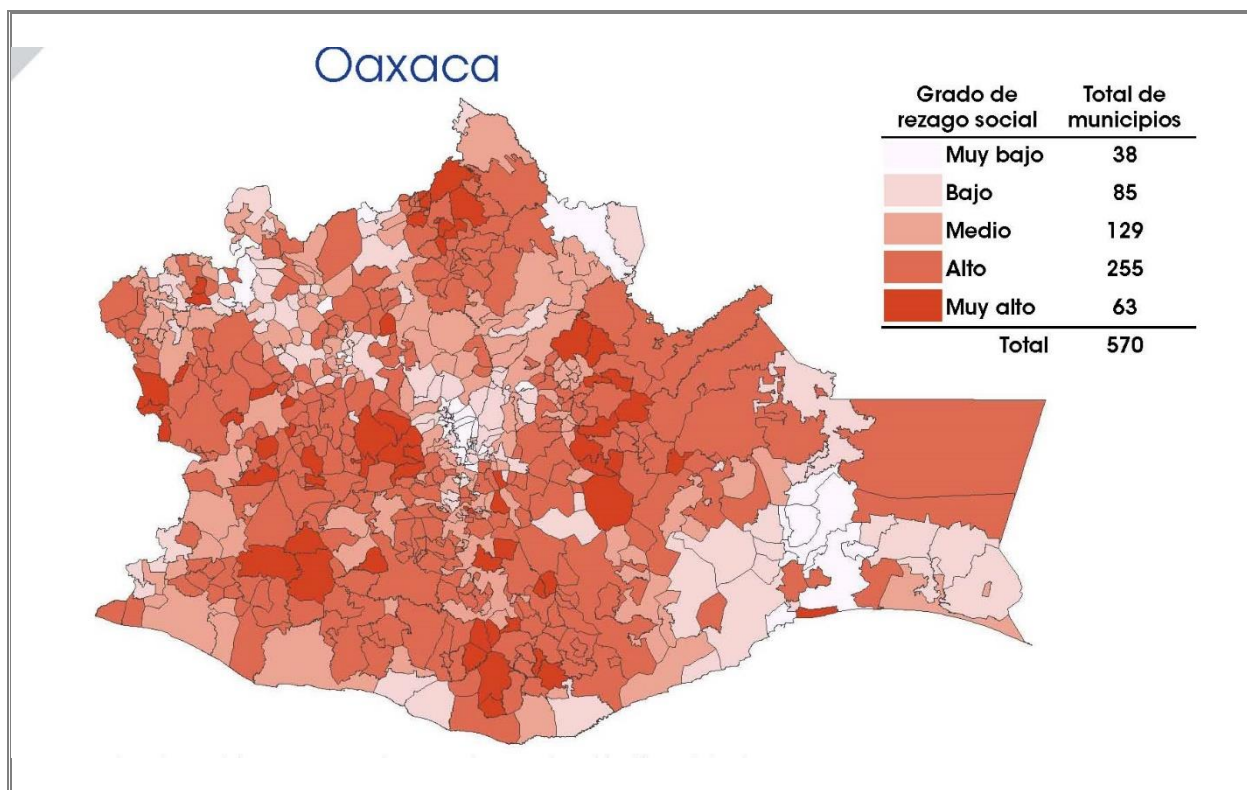 Oaxaca
Grado de rezago social Total de municipios
Muy bajo 38
Bajo 85
Medio 129
Alto 255
Muy alto 63
Total 570